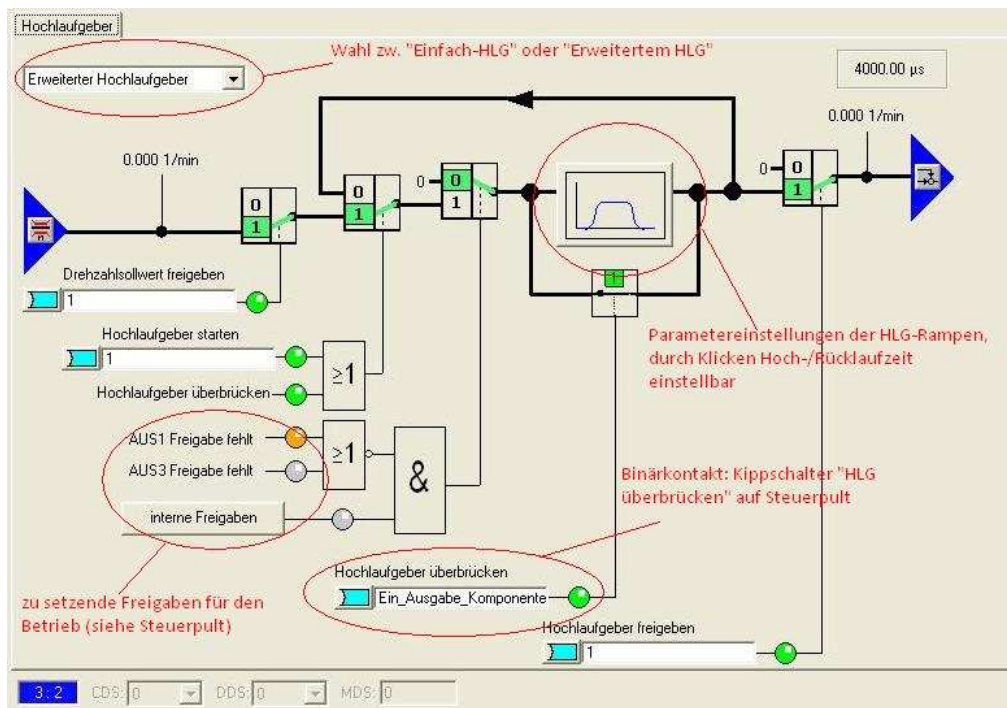 Hochlaufgeber
Wahl zw. "Einfach-HLG" oder "Erweitertem HLG"
Erweiterter Hochlaufgeber
4000.00 µs
0.000 1/min
0.000 1/min
0
1
0
1
0
0
1
0
0
1
Drehzahlsollwert freigeben
1
1
Hochlaufgeber starten
1
≥1
Hochlaufgeber überbrücken
Parametereinstellungen der HLG-Rampen,
durch Klicken Hoch-/Rücklaufzeit
einstellbar
AUS1 Freigabe fehlt
≥1
AUS3 Freigabe fehlt
&
interne Freigaben
Binärkontakt: Kippschalter "HLG
überbrücken" auf Steuerpult
Hochlaufgeber überbrücken
Ein_Ausgabe_Komponente
zu setzende Freigaben für den
Betrieb (siehe Steuerpult)
Hochlaufgeber freigeben
1
3:2 CDS: 0 DDS: 0 MDS: 0